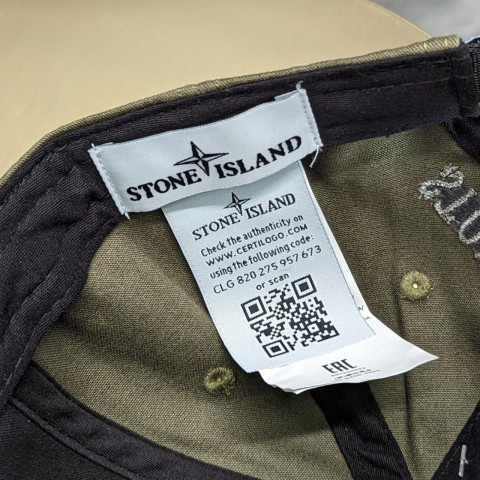 STONE ISLAND
STONE ISLAND
Check the authenticity on
WWW.CERTILOGO.COM
using the following code:
CLG 820 275 957 673
or scan
EAC